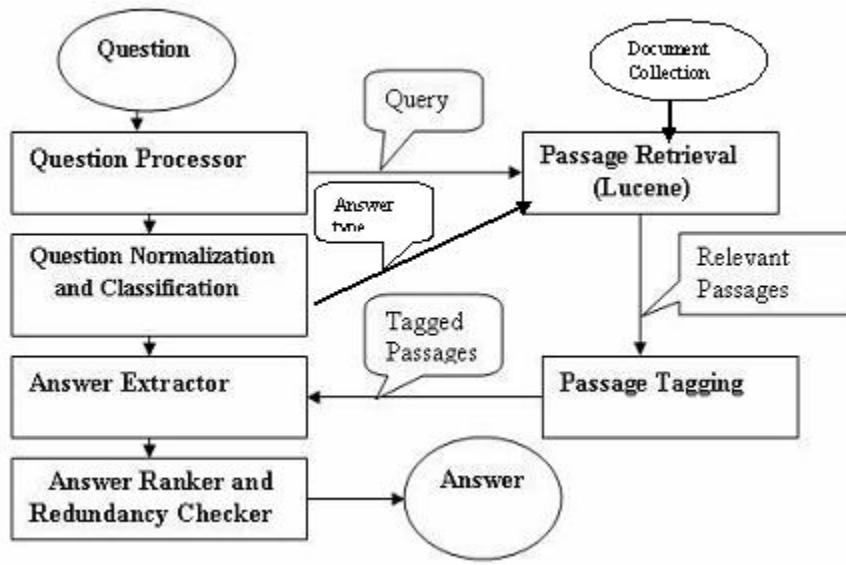 Question
Document
Collection
Query
Question Processor
Passage Retrieval
(Lucene)
Answer
type
Question Normalization
and Classification
Relevant
Passages
Tagged
Passages
Answer Extractor
Passage Tagging
Answer Ranker and
Redundancy Checker
Answer